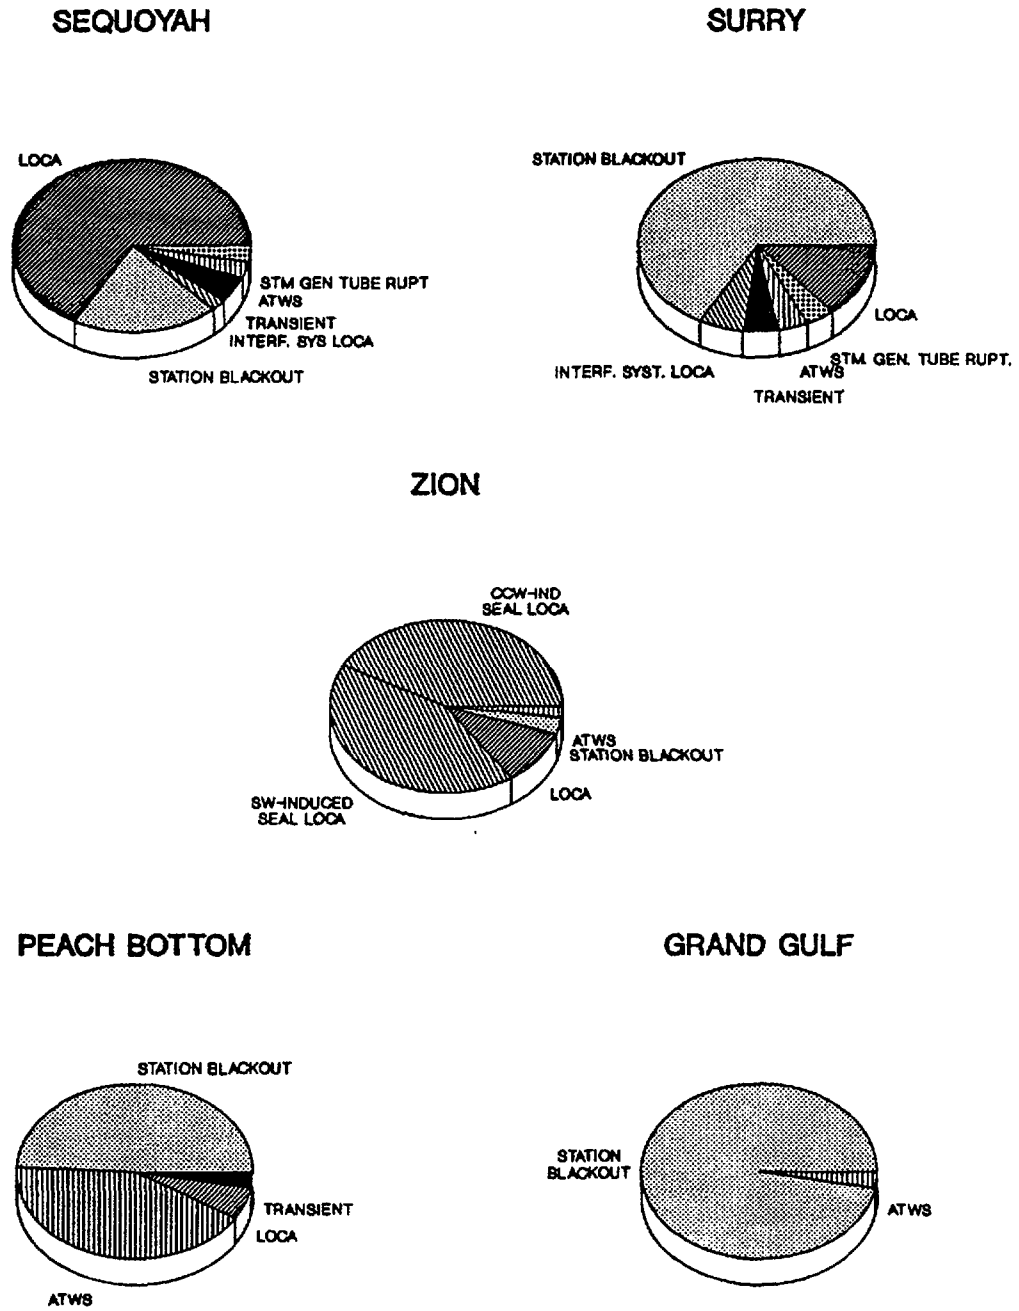 SEQUOYAH
SURRY
LOCA
STM GEN TUBE RUPT
ATWS
TRANSIENT
INTERF. SYS LOCA
STATION BLACKOUT
STATION BLACKOUT
LOCA
STM. GEN. TUBE RUPT.
ATWS
INTERF. SYST. LOCA
TRANSIENT
ZION
CCW-IND
SEAL LOCA
ATWS
STATION BLACKOUT
LOCA
SW-INDUCED
SEAL LOCA
PEACH BOTTOM
GRAND GULF
STATION BLACKOUT
TRANSIENT
LOCA
ATWS
STATION
BLACKOUT
ATWS